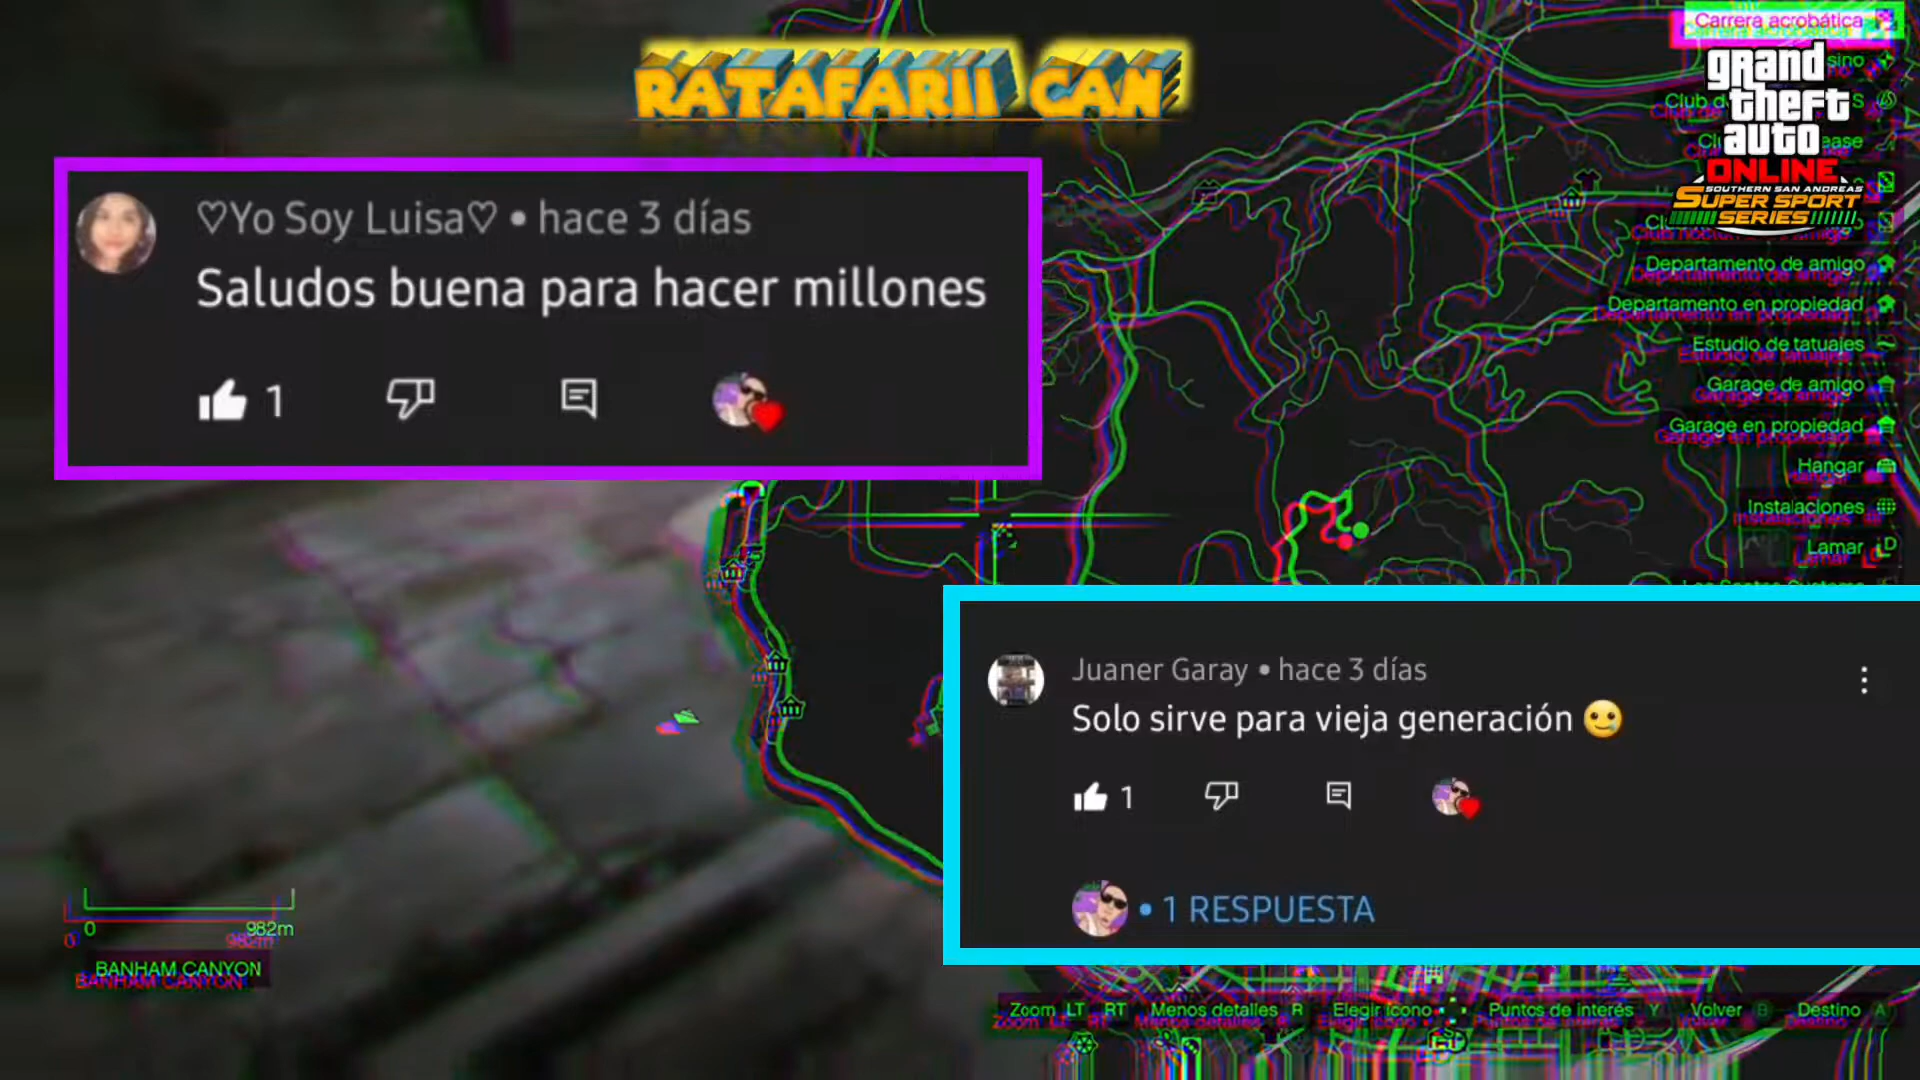 RATAFARII CAN
♡Yo Soy Luisa♡ • hace 3 días
Saludos buena para hacer millones
1
Carrera acrobática
grand
theft
auto
ONLINE
SOUTHERN SAN ANDREAS
SUPER SPORT
SERIES
Departamento de amigo
Departamento en propiedad
Estudio de tatuajes
Garage de amigo
Garage en propiedad
Hangar
Instalaciones
Lamar
Juaner Garay • hace 3 días
Solo sirve para vieja generación 🥲
1
• 1 RESPUESTA
0 982m
BANHAM CANYON
Zoom LT RT Menos detalles R Elegir ícono Puntos de interés Y Volver B Destino A